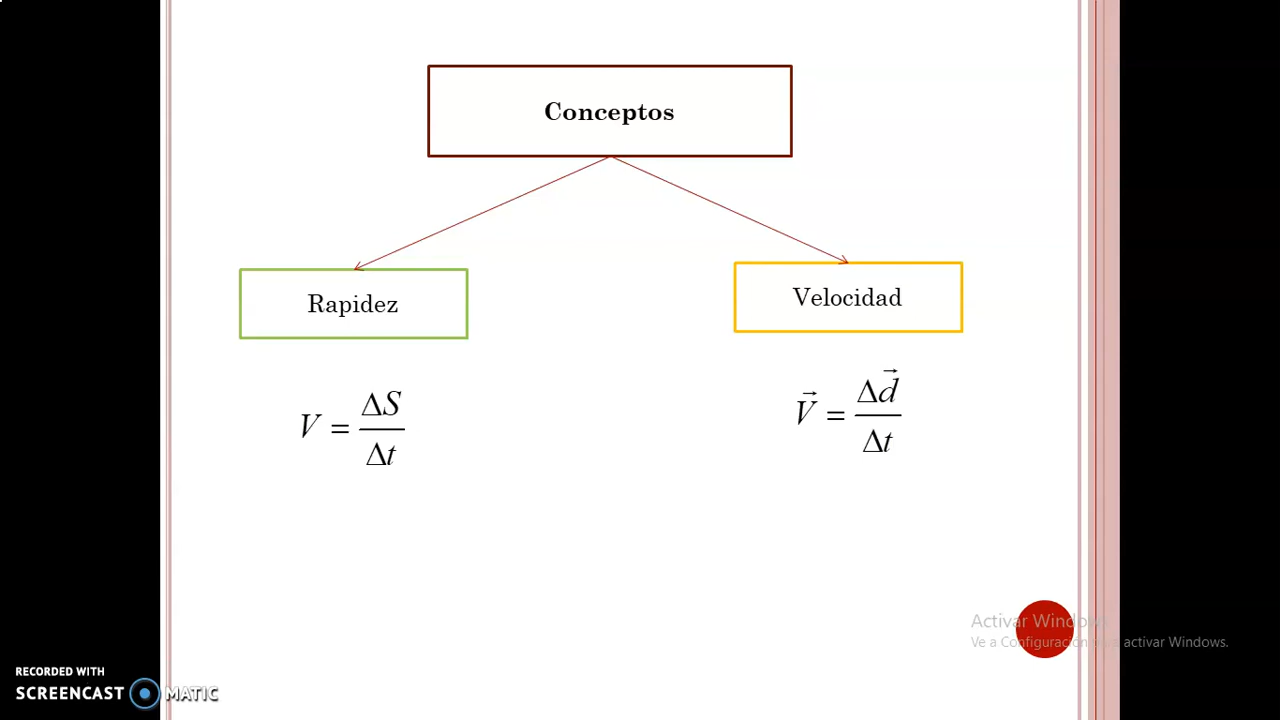 Conceptos
Rapidez
Velocidad
V = ΔS / Δt
V⃗ = Δd⃗ / Δt
Activar Windows
Ve a Configuración para activar Windows.
RECORDED WITH
SCREENCAST MATIC